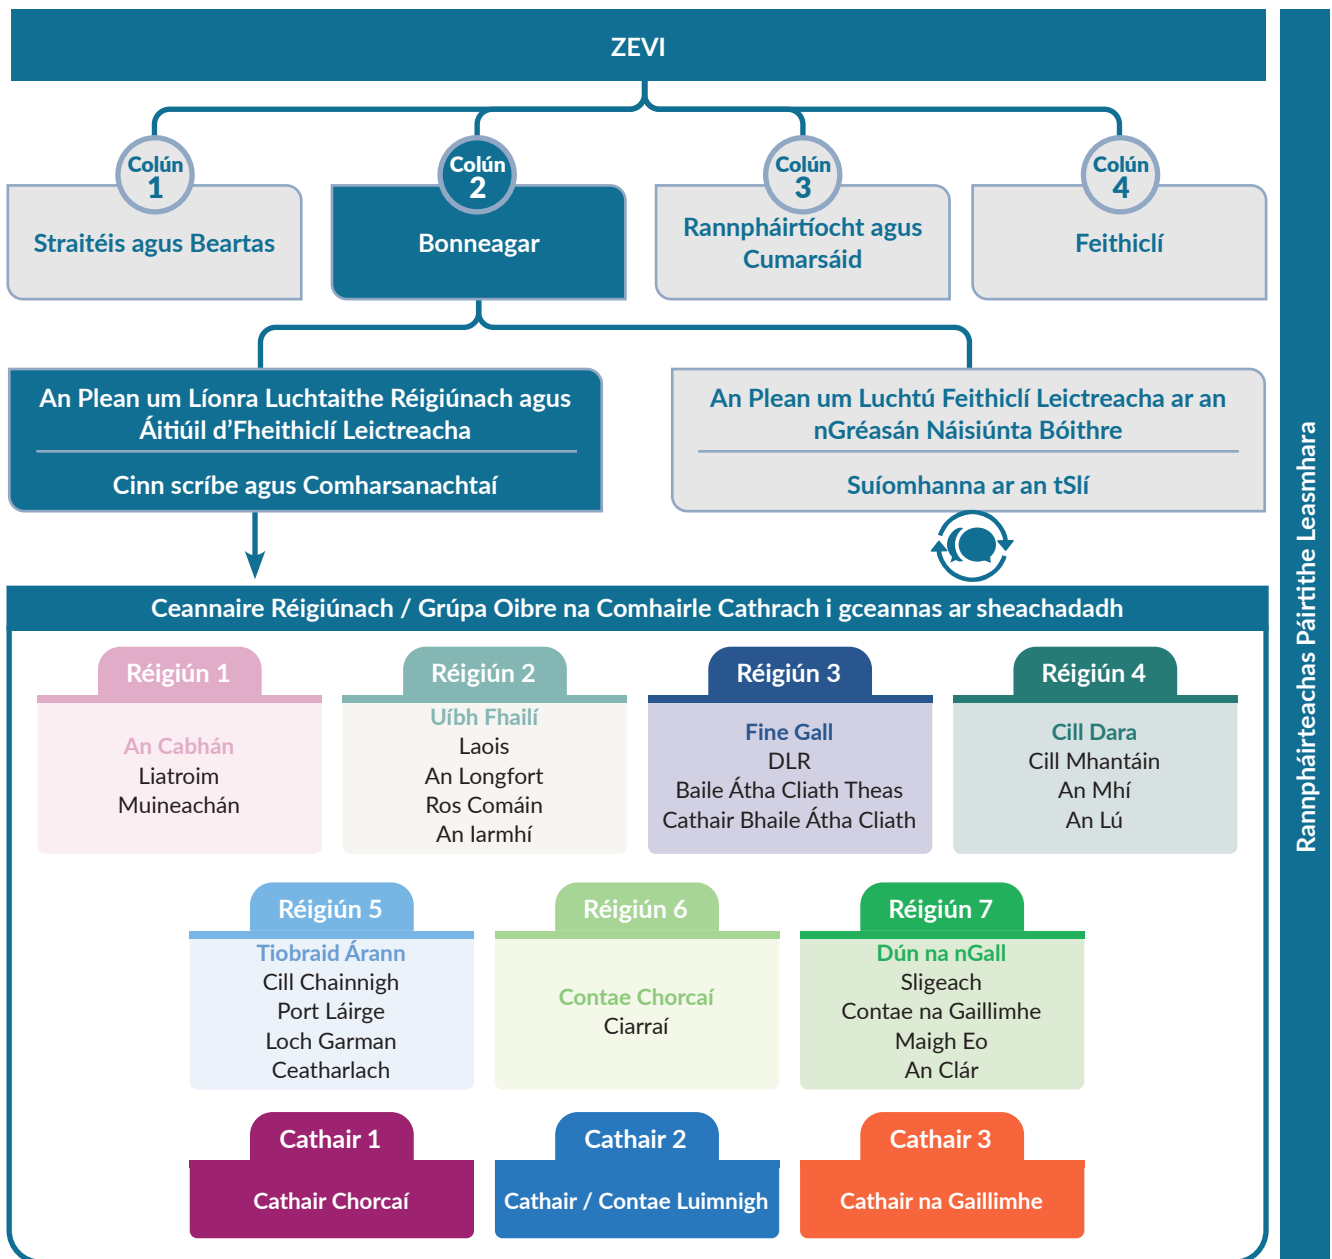 ZEVI
Colún
1
Straitéis agus Beartas
Colún
2
Bonneagar
Colún
3
Rannpháirtíocht agus
Cumarsáid
Colún
4
Feithiclí
An Plean um Líonra Luchtaithe Réigiúnach agus
Áitiúil d'Fheithiclí Leictreacha
Cinn scríbe agus Comharsanachtaí
An Plean um Luchtú Feithiclí Leictreacha ar an
nGréasán Náisiúnta Bóithre
Suíomhanna ar an tSlí
Ceannaire Réigiúnach / Grúpa Oibre na Comhairle Cathrach i gceannas ar sheachadadh
Réigiún 1
An Cabhán
Liatroim
Muineachán
Réigiún 2
Uíbh Fhailí
Laois
An Longfort
Ros Comáin
An Iarmhí
Réigiún 3
Fine Gall
DLR
Baile Átha Cliath Theas
Cathair Bhaile Átha Cliath
Réigiún 4
Cill Dara
Cill Mhantáin
An Mhí
An Lú
Réigiún 5
Tiobraid Árann
Cill Chainnigh
Port Láirge
Loch Garman
Ceatharlach
Réigiún 6
Contae Chorcaí
Ciarraí
Réigiún 7
Dún na nGall
Sligeach
Contae na Gaillimhe
Maigh Eo
An Clár
Cathair 1
Cathair Chorcaí
Cathair 2
Cathair / Contae Luimnigh
Cathair 3
Cathair na Gaillimhe
Rannpháirteachas Páirtithe Leasmhara